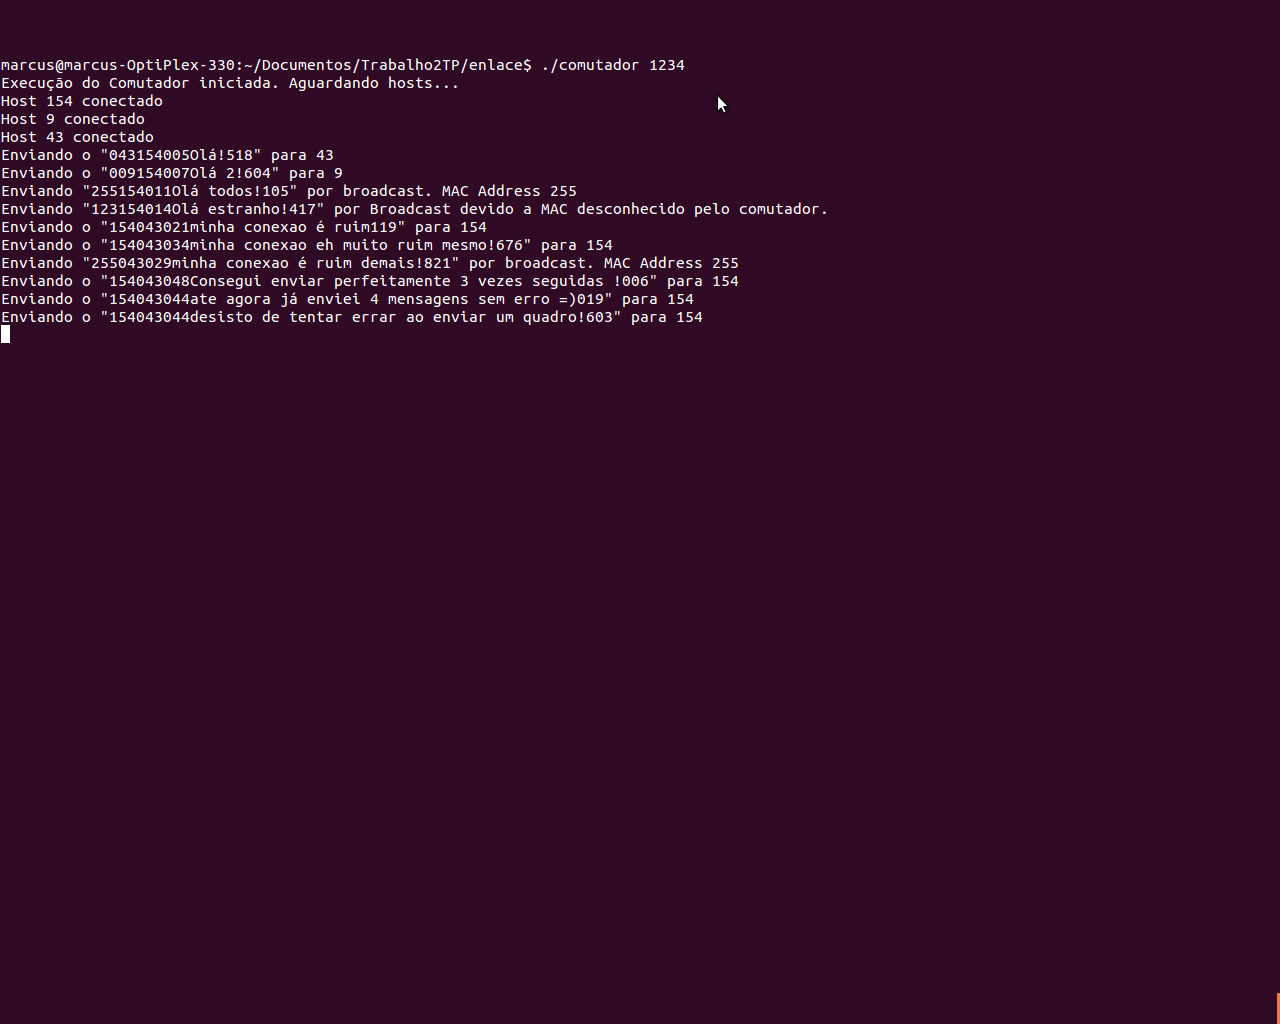 marcus@marcus-OptiPlex-330:~/Documentos/Trabalho2TP/enlace$ ./comutador 1234
Execução do Comutador iniciada. Aguardando hosts...
Host 154 conectado
Host 9 conectado
Host 43 conectado
Enviando o "043154005Olá!518" para 43
Enviando o "009154007Olá 2!604" para 9
Enviando "255154011Olá todos!105" por broadcast. MAC Address 255
Enviando "123154014Olá estranho!417" por Broadcast devido a MAC desconhecido pelo comutador.
Enviando o "154043021minha conexao é ruim119" para 154
Enviando o "154043034minha conexao eh muito ruim mesmo!676" para 154
Enviando "255043029minha conexao é ruim demais!821" por broadcast. MAC Address 255
Enviando o "154043048Consegui enviar perfeitamente 3 vezes seguidas !006" para 154
Enviando o "154043044ate agora já enviei 4 mensagens sem erro =)019" para 154
Enviando o "154043044desisto de tentar errar ao enviar um quadro!603" para 154